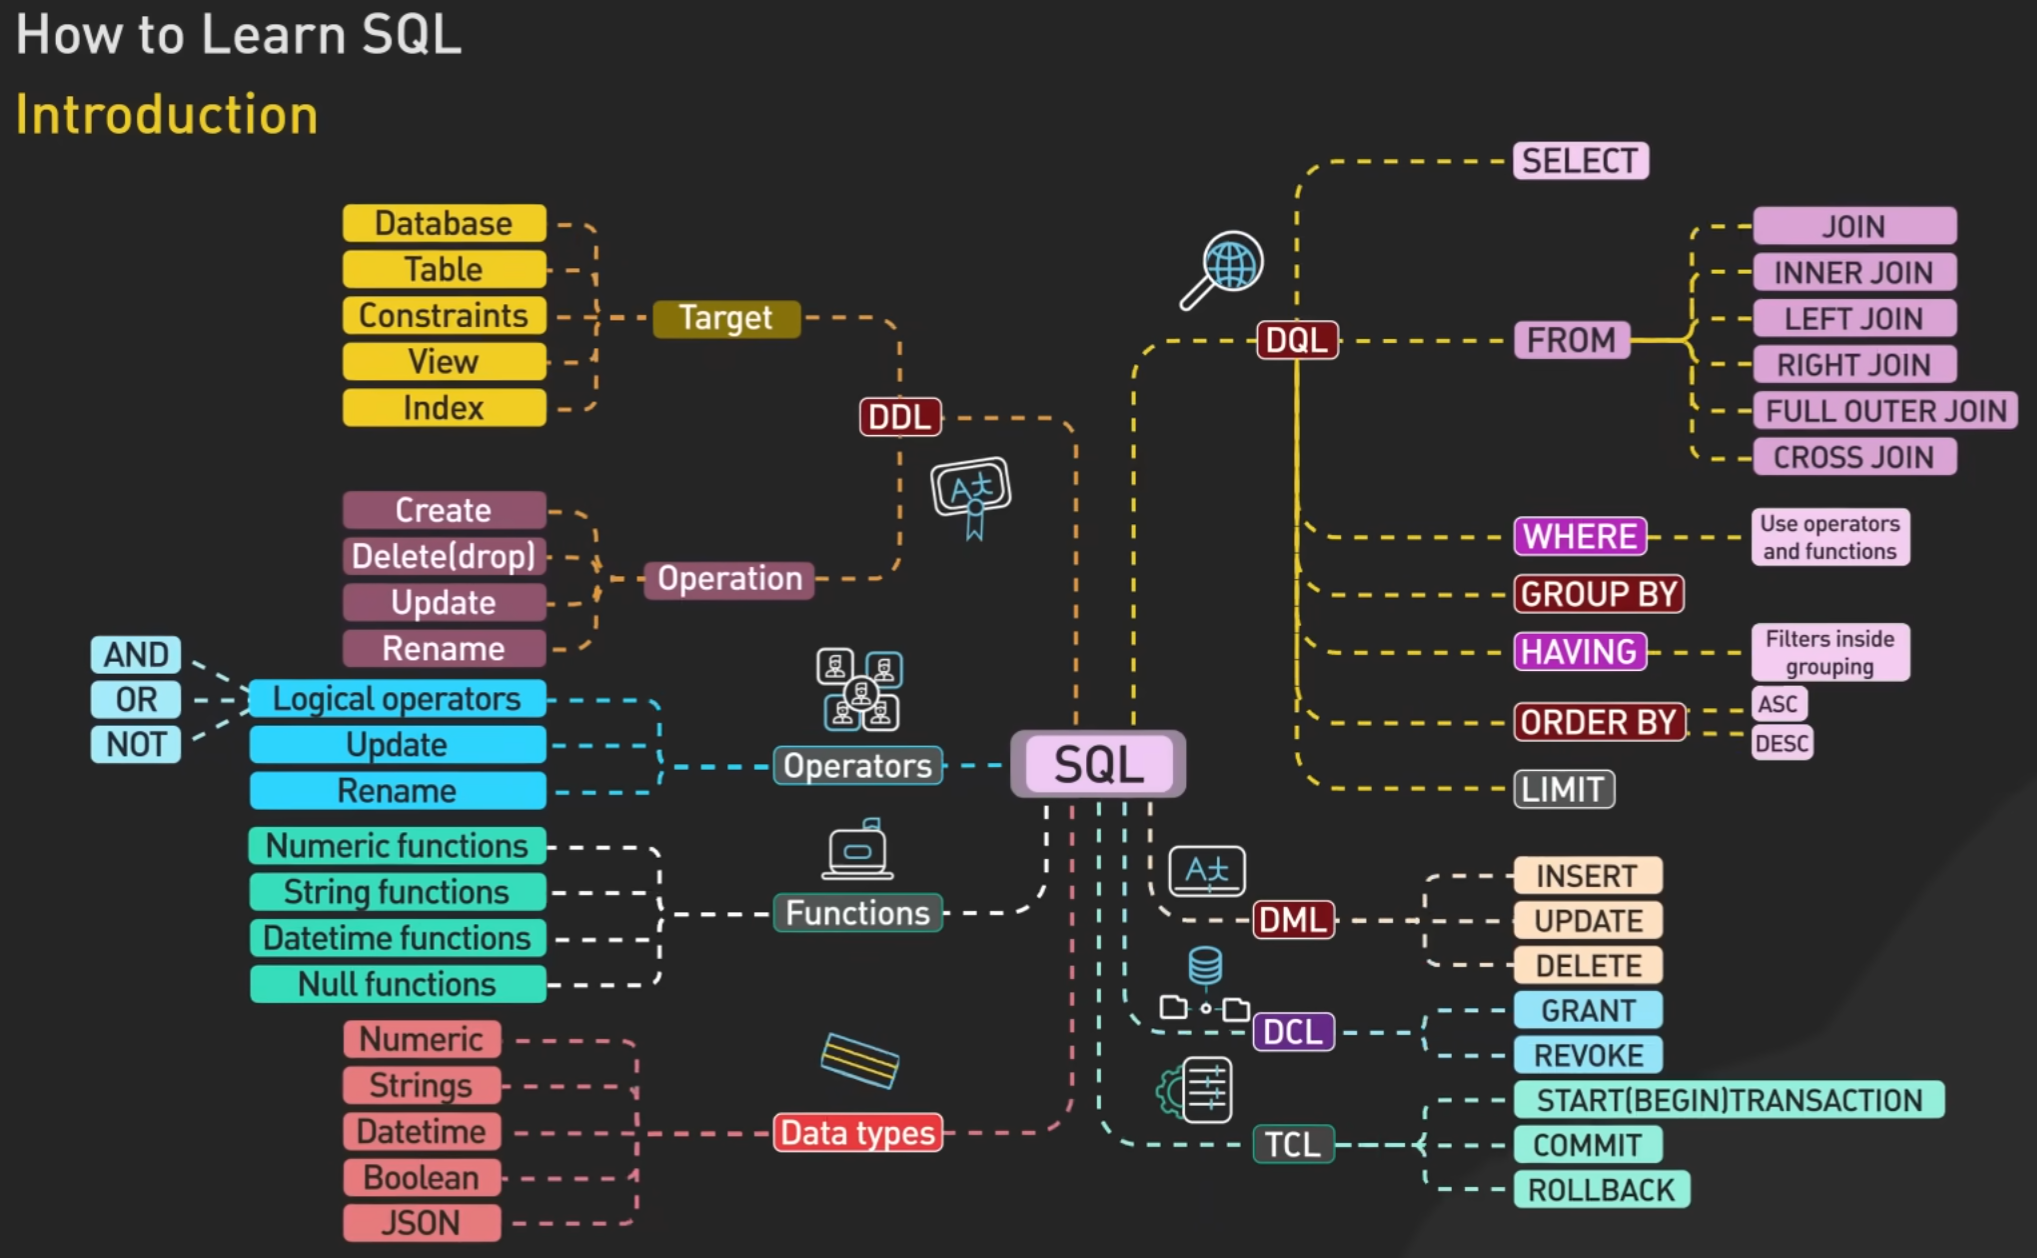 How to Learn SQL
Introduction
Database
Table
Constraints
View
Index
Target
DDL
Create
Delete(drop)
Update
Rename
Operation
AND
OR
NOT
Logical operators
Update
Rename
Operators
SQL
Numeric functions
String functions
Datetime functions
Null functions
Functions
Numeric
Strings
Datetime
Boolean
JSON
Data types
DQL
SELECT
FROM
JOIN
INNER JOIN
LEFT JOIN
RIGHT JOIN
FULL OUTER JOIN
CROSS JOIN
WHERE
Use operators
and functions
GROUP BY
HAVING
Filters inside
grouping
ORDER BY
ASC
DESC
LIMIT
DML
INSERT
UPDATE
DELETE
DCL
GRANT
REVOKE
TCL
START(BEGIN)TRANSACTION
COMMIT
ROLLBACK